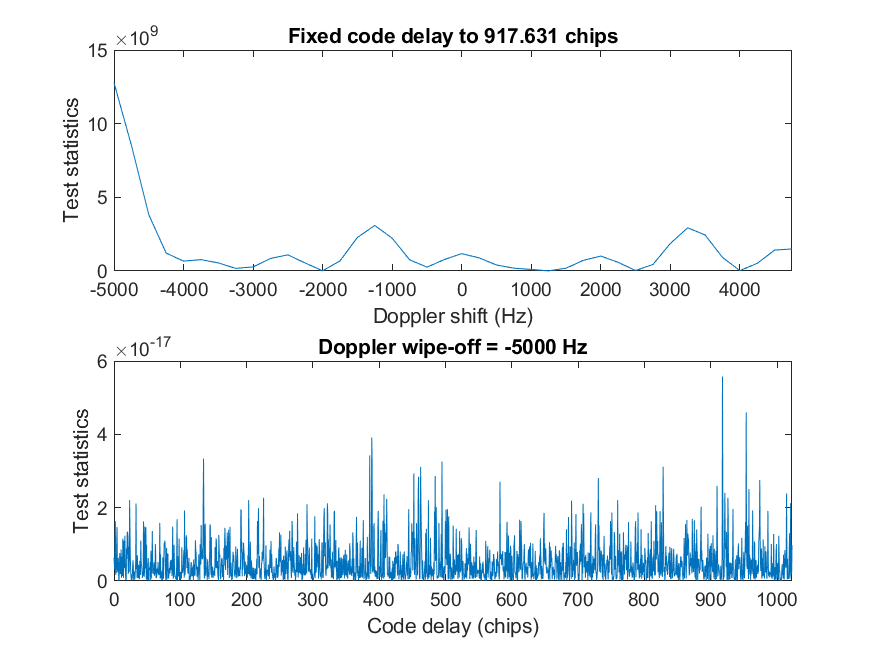 Fixed code delay to 917.631 chips
×10⁹
15
10
5
0
Test statistics
-5000 -4000 -3000 -2000 -1000 0 1000 2000 3000 4000
Doppler shift (Hz)
Doppler wipe-off = -5000 Hz
×10⁻¹⁷
6
4
2
0
Test statistics
0 100 200 300 400 500 600 700 800 900 1000
Code delay (chips)